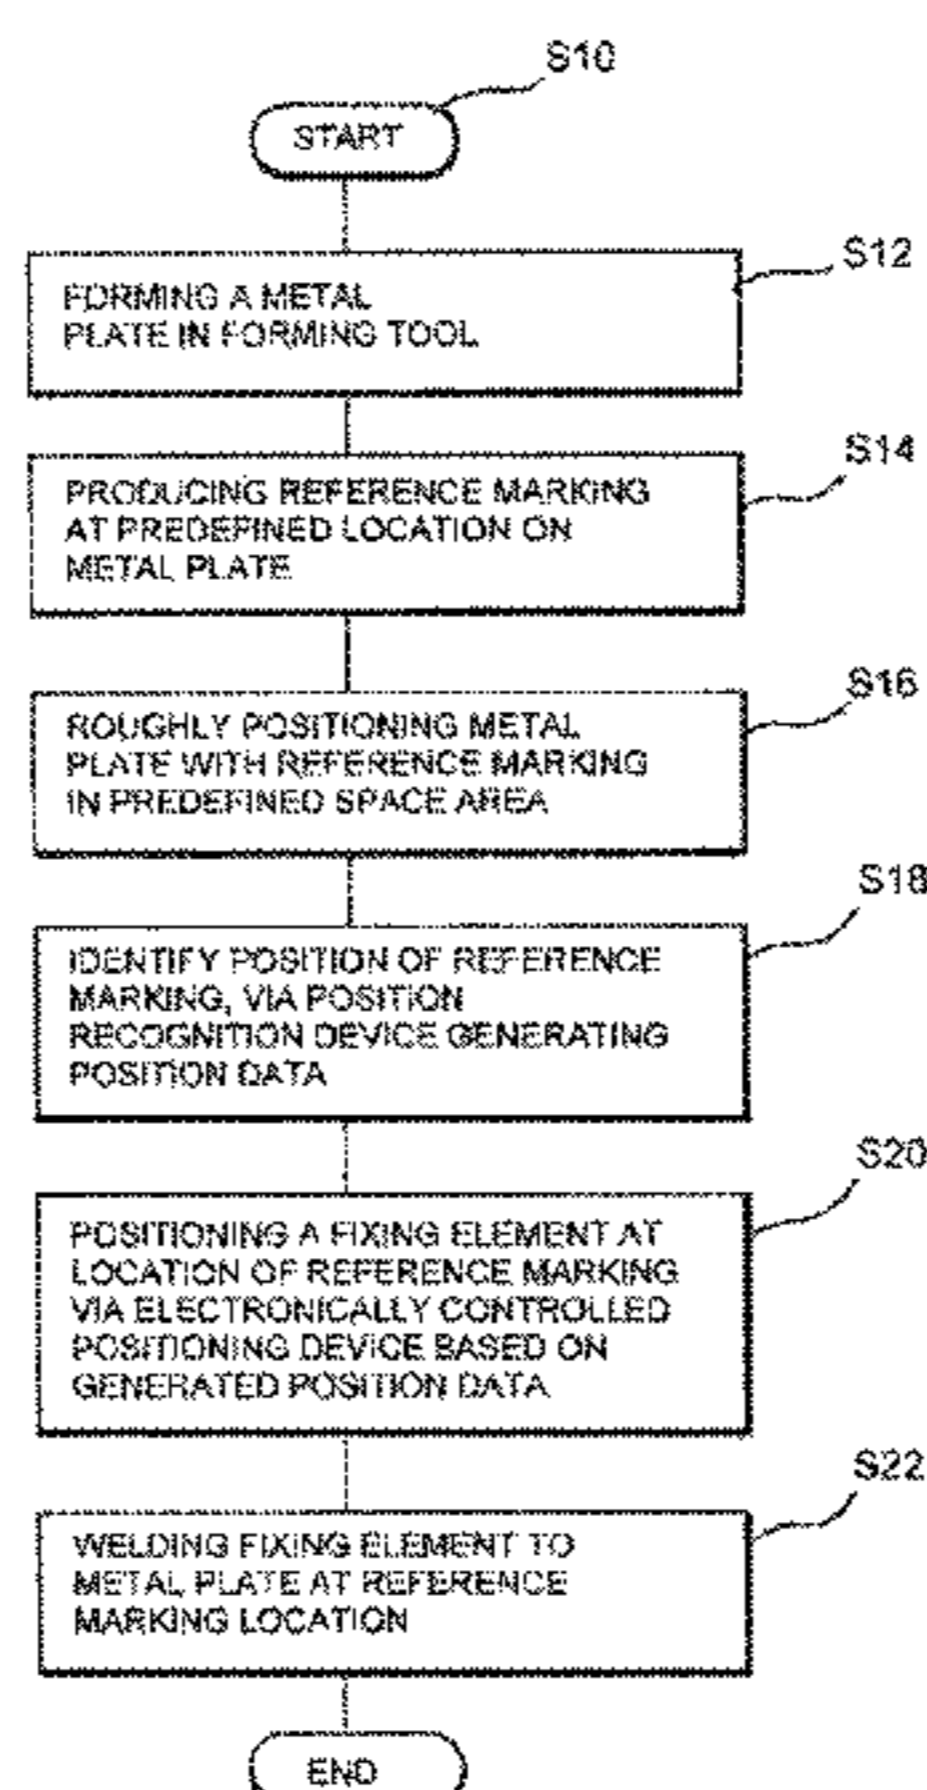 S10
START
S12
FORMING A METAL
PLATE IN FORMING TOOL
S14
PRODUCING REFERENCE MARKING
AT PREDEFINED LOCATION ON
METAL PLATE
S16
ROUGHLY POSITIONING METAL
PLATE WITH REFERENCE MARKING
IN PREDEFINED SPACE AREA
S18
IDENTIFY POSITION OF REFERENCE
MARKING, VIA POSITION
RECOGNITION DEVICE GENERATING
POSITION DATA
S20
POSITIONING A FIXING ELEMENT AT
LOCATION OF REFERENCE MARKING
VIA ELECTRONICALLY CONTROLLED
POSITIONING DEVICE BASED ON
GENERATED POSITION DATA
S22
WELDING FIXING ELEMENT TO
METAL PLATE AT REFERENCE
MARKING LOCATION
END